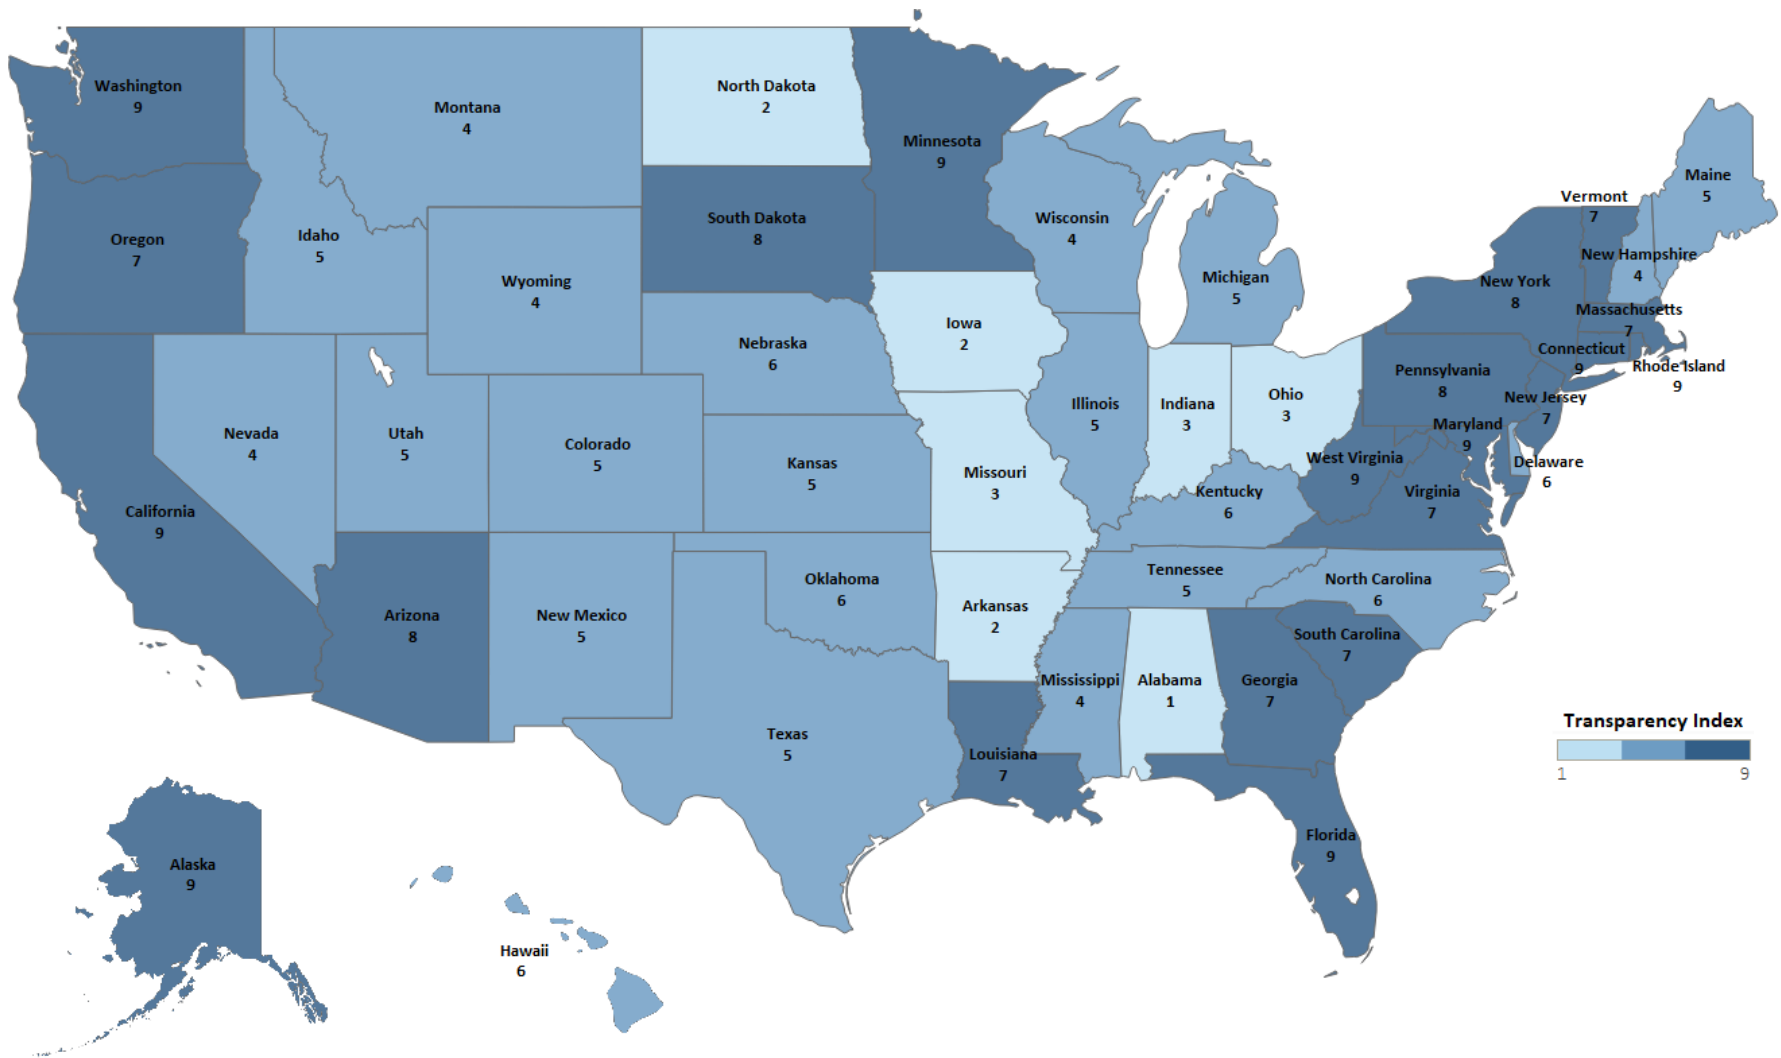 Washington
9
Montana
4
North Dakota
2
Minnesota
9
Maine
5
Vermont
7
Oregon
7
Idaho
5
South Dakota
8
Wisconsin
4
New Hampshire
4
Wyoming
4
Michigan
5
New York
8
Massachusetts
7
Iowa
2
Nebraska
6
Connecticut
9
Rhode Island
9
Pennsylvania
8
New Jersey
7
Ohio
3
Illinois
5
Indiana
3
Maryland
9
Nevada
4
Utah
5
Colorado
5
Kansas
5
West Virginia
9
Delaware
6
Missouri
3
Kentucky
6
Virginia
7
California
9
Tennessee
5
Oklahoma
6
North Carolina
6
Arkansas
2
Arizona
8
New Mexico
5
South Carolina
7
Mississippi
4
Alabama
1
Georgia
7
Transparency Index
1 9
Texas
5
Louisiana
7
Florida
9
Alaska
9
Hawaii
6